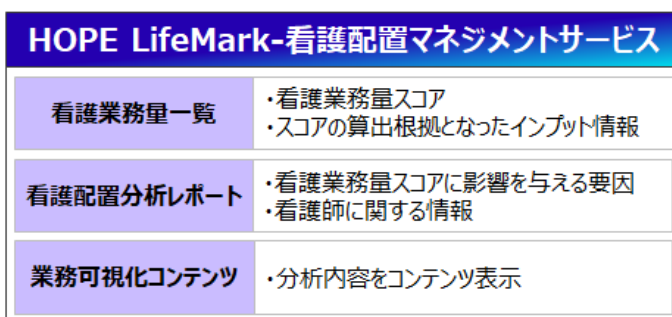 HOPE LifeMark-看護配置マネジメントサービス
看護業務量一覧
・看護業務量スコア
・スコアの算出根拠となったインプット情報
看護配置分析レポート
・看護業務量スコアに影響を与える要因
・看護師に関する情報
業務可視化コンテンツ
・分析内容をコンテンツ表示